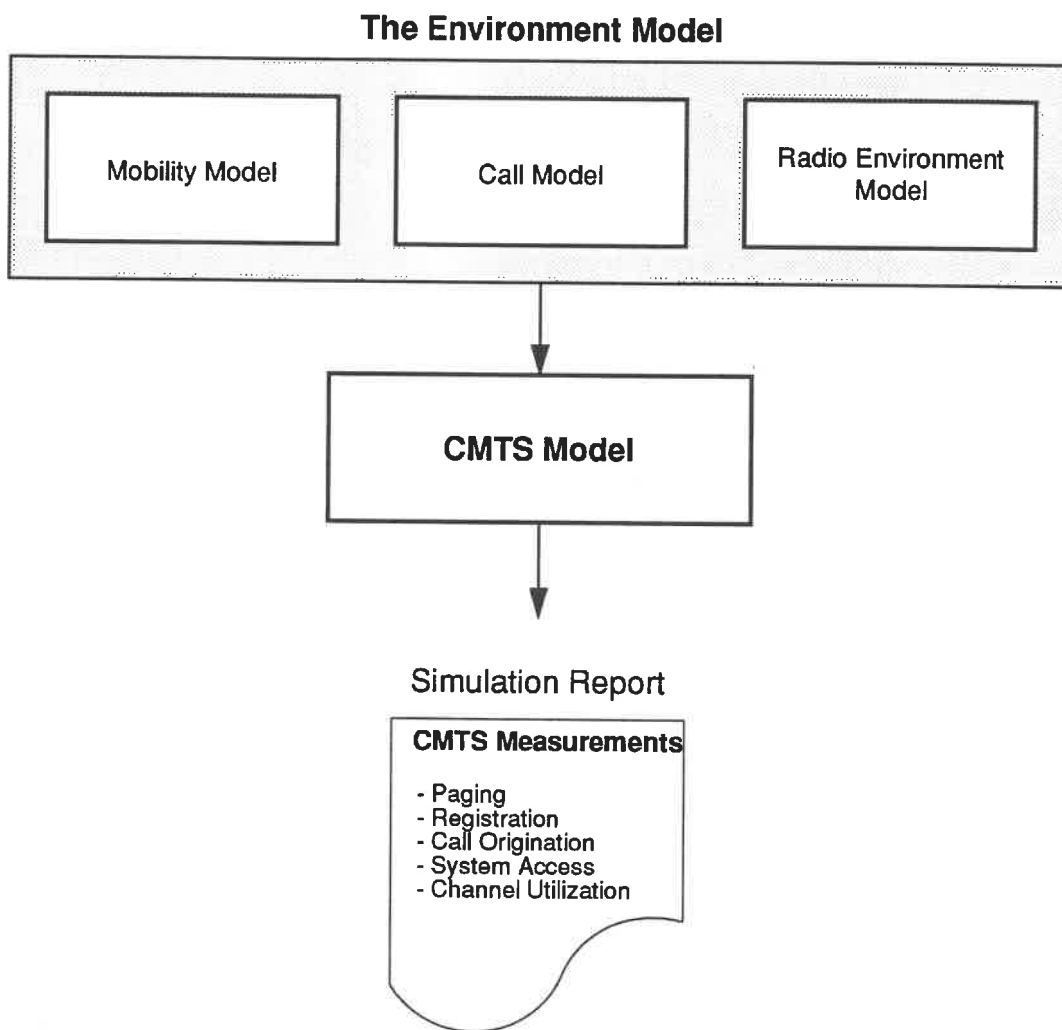 The Environment Model
Mobility Model
Call Model
Radio Environment
Model
CMTS Model
Simulation Report
CMTS Measurements
- Paging
- Registration
- Call Origination
- System Access
- Channel Utilization